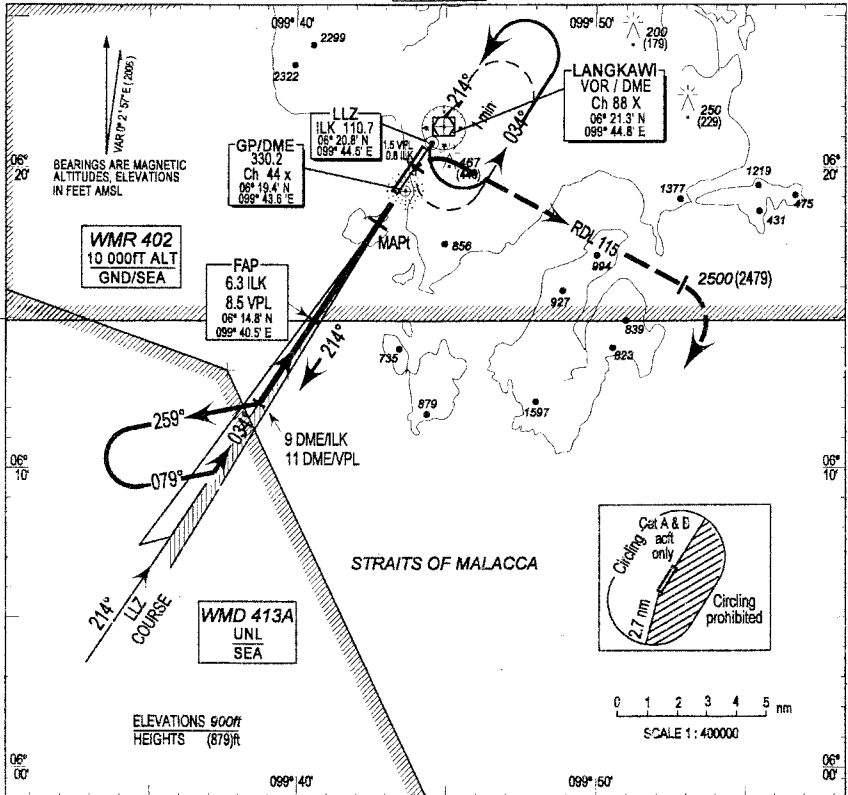 099° 40'
099° 50'
2299
2322
200
(179)
250
(229)
VAR 0° 2' 57" E (2006)
BEARINGS ARE MAGNETIC
ALTITUDES, ELEVATIONS
IN FEET AMSL
LANGKAWI
VOR / DME
Ch 88 X
06° 21.3' N
099° 44.8' E
LLZ
ILK 110.7
06° 20.8' N
099° 44.5' E
GP/DME
330.2
Ch 44 x
06° 19.4' N
099° 43.6' E
1.5 VPL
0.8 ILK
214°
1 min
034°
467
06°
20'
06°
20'
1219
1377
475
431
WMR 402
10 000fT ALT
GND/SEA
MAPt
856
RDL 115
994
2500 (2479)
FAP
6.3 ILK
8.5 VPL
06° 14.8' N
099° 40.5' E
927
839
823
214°
735
879
1597
259°
034°
079°
9 DME/ILK
11 DME/VPL
06°
10'
06°
10'
STRAITS OF MALACCA
Circling
Cat A & B
acft
only
Circling
prohibited
2.7 nm
214°
LLZ
COURSE
WMD 413A
UNL
SEA
0 1 2 3 4 5 nm
SCALE 1 : 400000
ELEVATIONS 900ft
HEIGHTS (879)ft
06°
00'
06°
00'
099° 40'
099° 50'